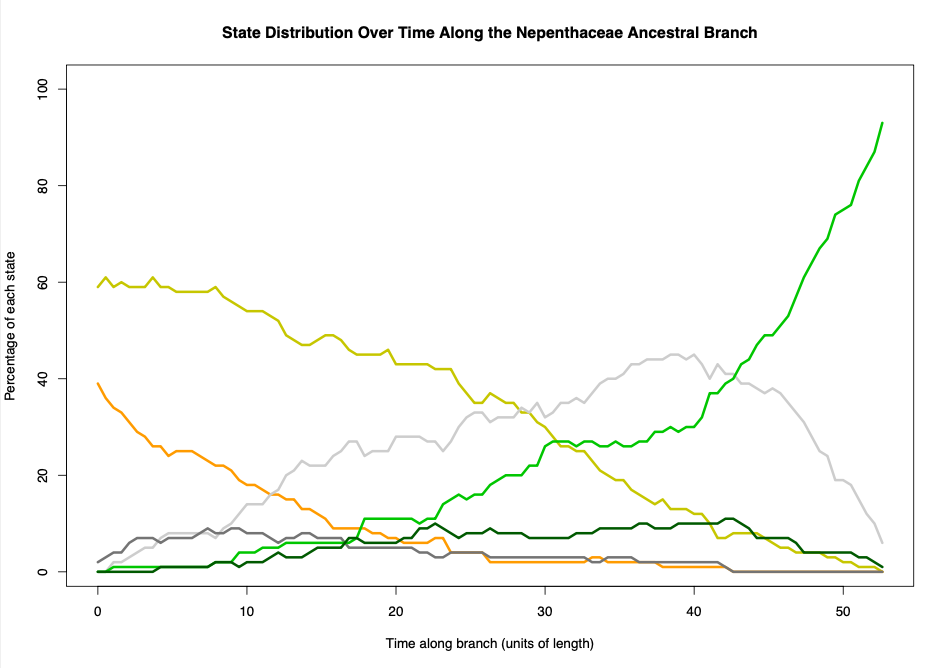 State Distribution Over Time Along the Nepenthaceae Ancestral Branch
Percentage of each state
100
80
60
40
20
0
0 10 20 30 40 50
Time along branch (units of length)